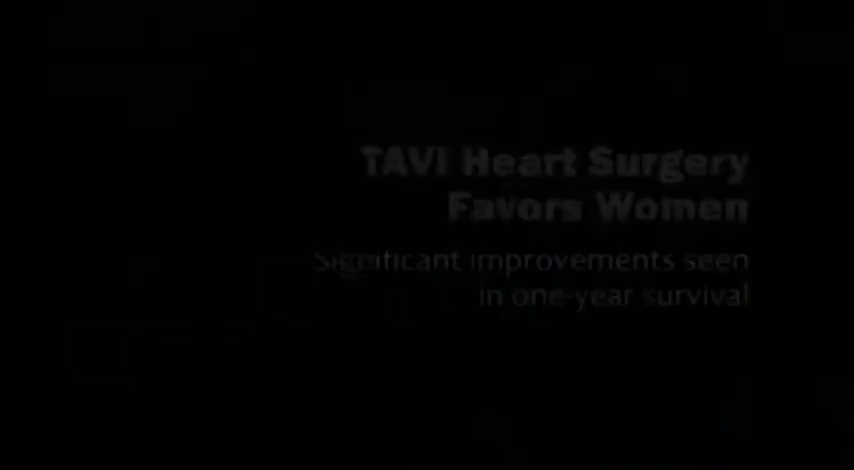 TAVI Heart Surgery
Favors Women
Significant improvements seen
in one-year survival